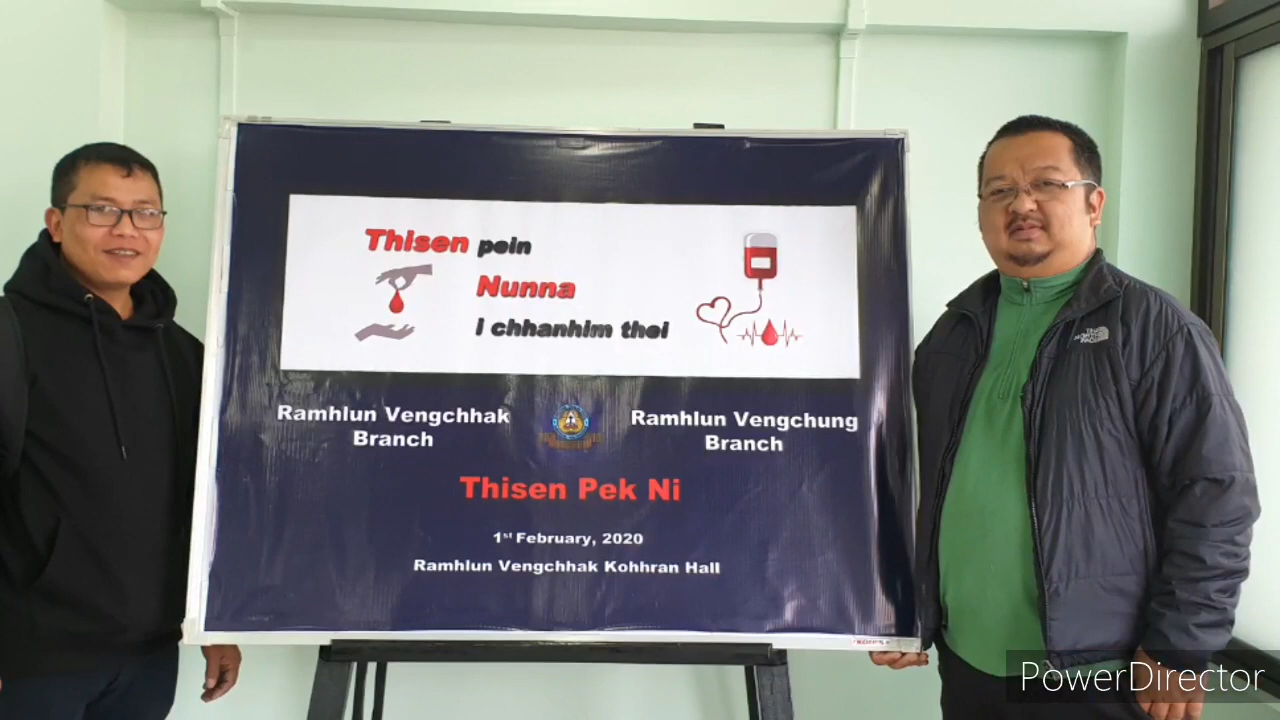 Thisen pein
Nunna
i chhanhim thei
Ramhlun Vengchhak
Branch
Ramhlun Vengchung
Branch
Thisen Pek Ni
1st February, 2020
Ramhlun Vengchhak Kohhran Hall
THE
NORTH
FACE
PowerDirector